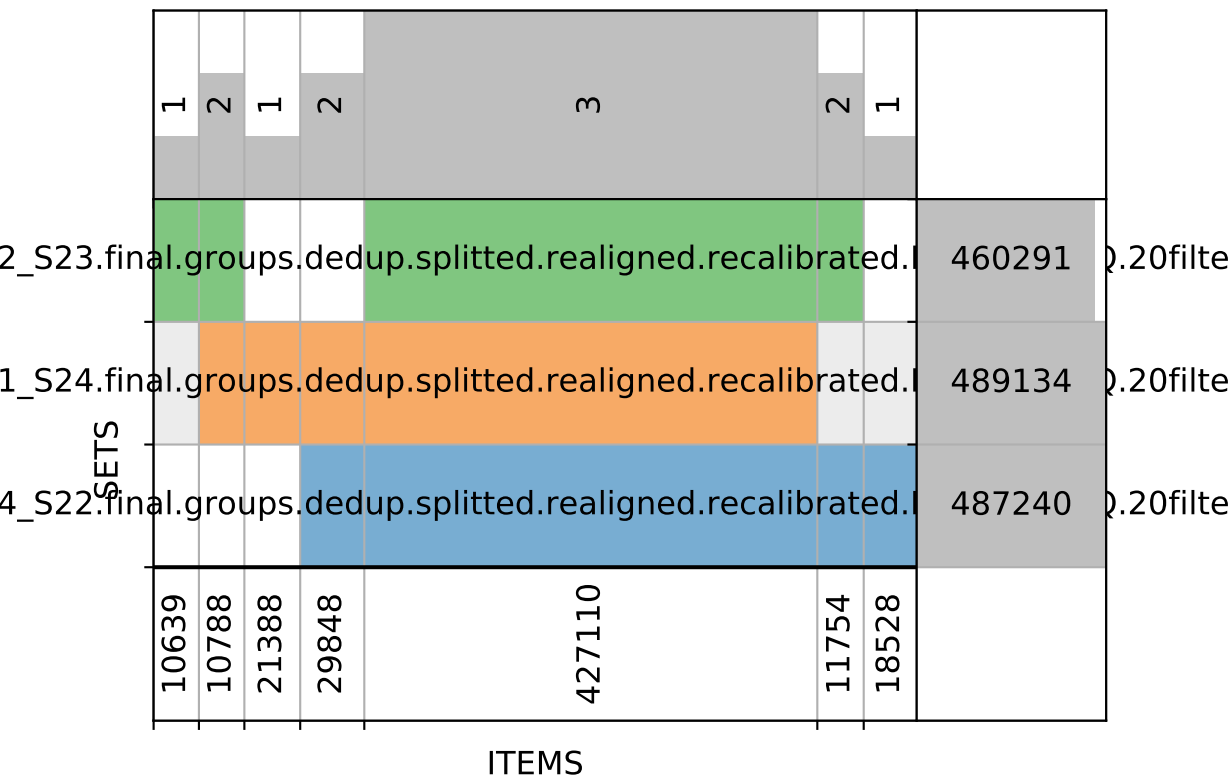 1 2 1 2 3 2 1
2_S23.final.groups.dedup.splitted.realigned.recalibrated. 460291 .20filte
1_S24.final.groups.dedup.splitted.realigned.recalibrated. 489134 .20filte
SETS
4_S22.final.groups.dedup.splitted.realigned.recalibrated. 487240 .20filte
10639 10788 21388 29848 427110 11754 18528
ITEMS